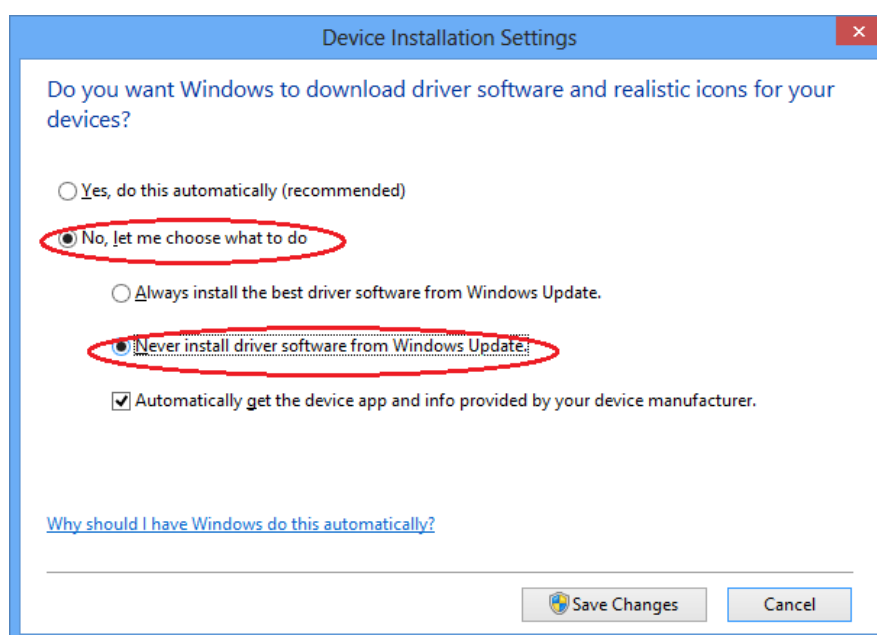 Device Installation Settings
Do you want Windows to download driver software and realistic icons for your
devices?
Yes, do this automatically (recommended)
No, let me choose what to do
Always install the best driver software from Windows Update.
Never install driver software from Windows Update.
Automatically get the device app and info provided by your device manufacturer.
Why should I have Windows do this automatically?
Save Changes
Cancel